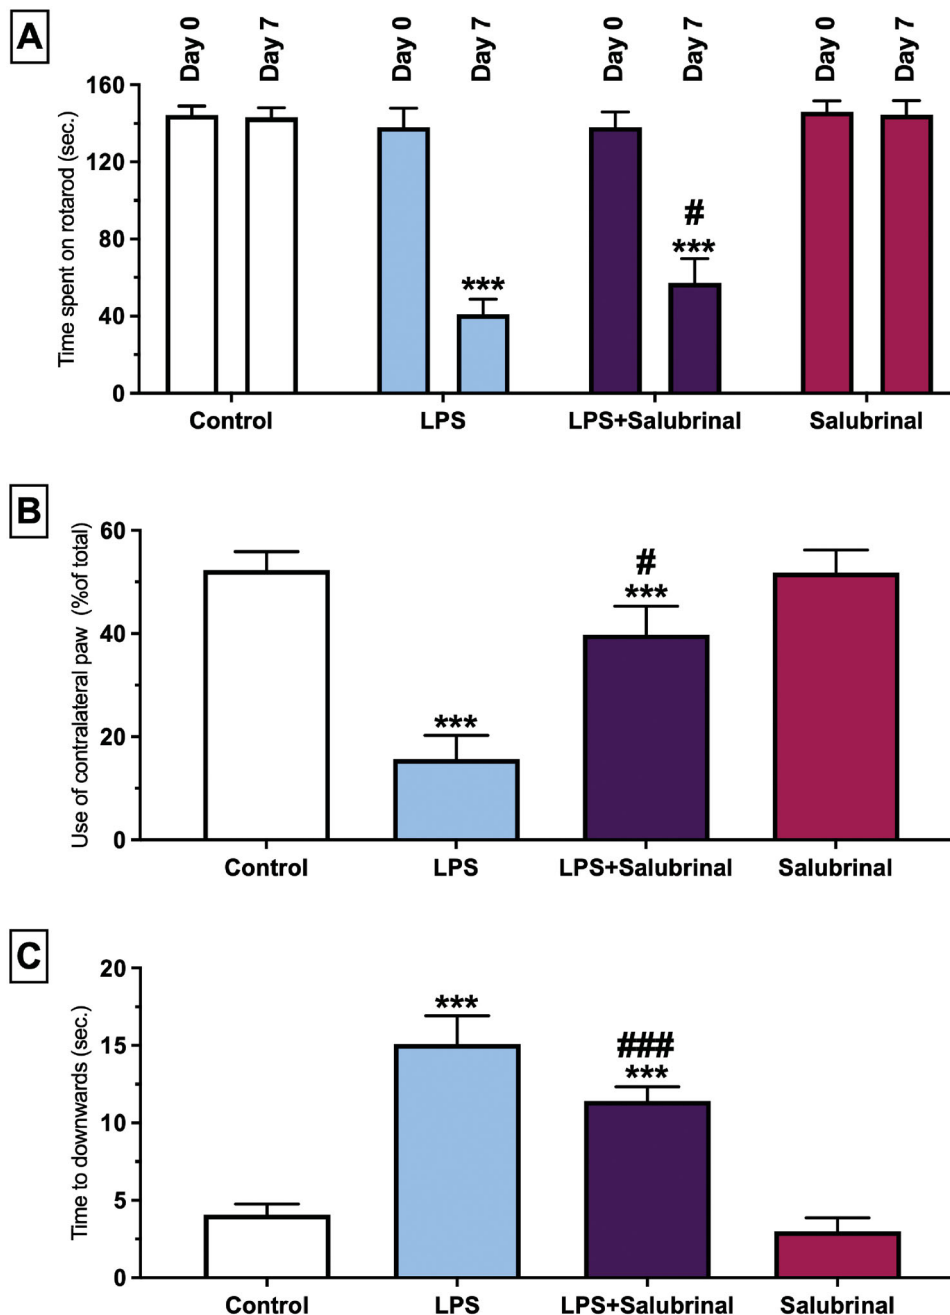 A
Day 0
Day 7
Day 0
Day 7
Day 0
Day 7
Day 0
Day 7
Time spent on rotarod (sec.)
160
120
80
40
0
***
#
***
Control
LPS
LPS+Salubrinal
Salubrinal
B
Use of contralateral paw (%of total)
60
40
20
0
***
#
***
Control
LPS
LPS+Salubrinal
Salubrinal
C
Time to downwards (sec.)
20
15
10
5
0
***
###
***
Control
LPS
LPS+Salubrinal
Salubrinal